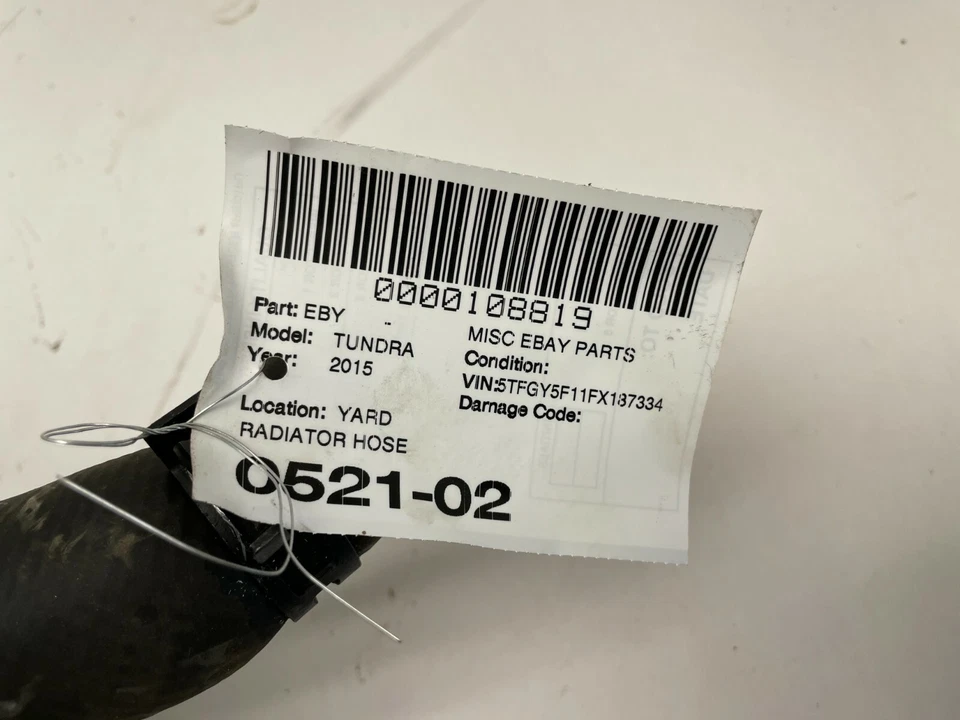 0000108819
Part: EBY
MISC EBAY PARTS
Model: TUNDRA
Condition:
Year: 2015
VIN:5TFGY5F11FX187334
Damage Code:
Location: YARD
RADIATOR HOSE
0521-02